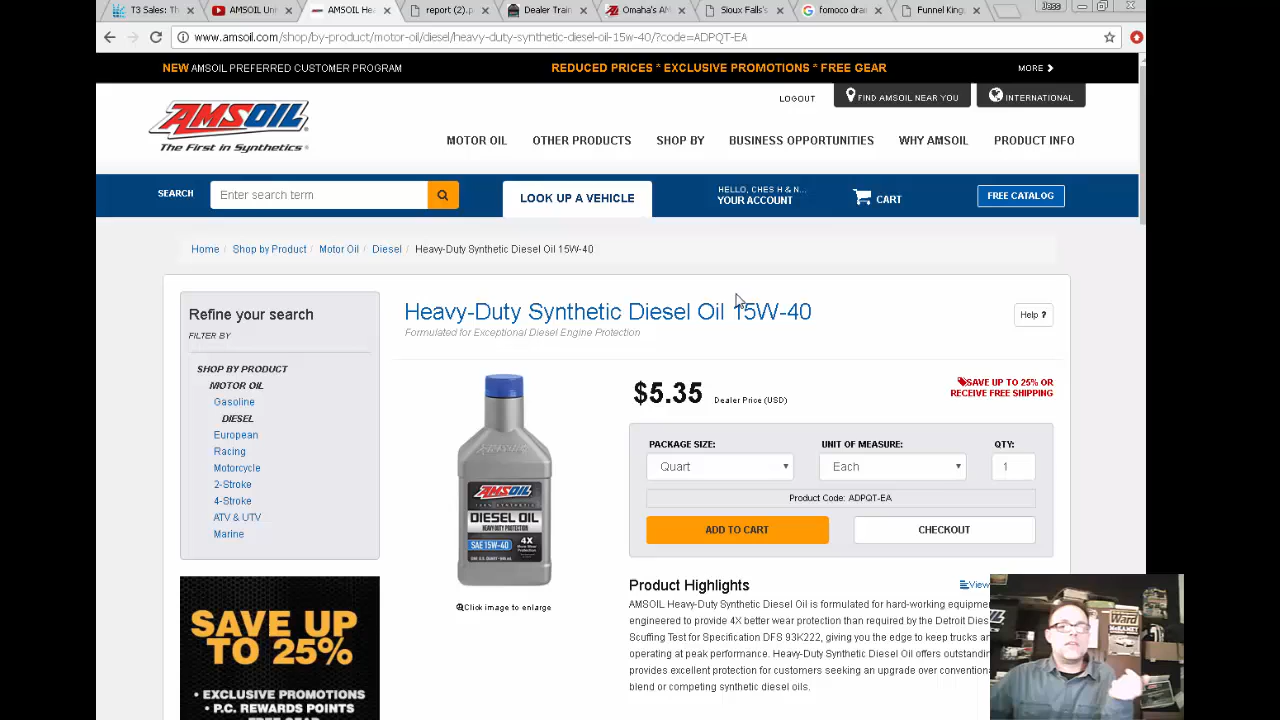 T3 Sales: Th
AMSOIL Uni
AMSOIL He
report (2).p
Dealer Train
Omaha's AM
Sioux Falls's
fomoco drai
Funnel King
Jess
www.amsoil.com/shop/by-product/motor-oil/diesel/heavy-duty-synthetic-diesel-oil-15w-40/?code=ADPQT-EA
NEW AMSOIL PREFERRED CUSTOMER PROGRAM
REDUCED PRICES * EXCLUSIVE PROMOTIONS * FREE GEAR
MORE
LOGOUT
FIND AMSOIL NEAR YOU
INTERNATIONAL
AMSOIL
The First in Synthetics
MOTOR OIL
OTHER PRODUCTS
SHOP BY
BUSINESS OPPORTUNITIES
WHY AMSOIL
PRODUCT INFO
SEARCH
Enter search term
LOOK UP A VEHICLE
HELLO, CHES H & N...
YOUR ACCOUNT
CART
FREE CATALOG
Home / Shop by Product / Motor Oil / Diesel / Heavy-Duty Synthetic Diesel Oil 15W-40
Refine your search
FILTER BY
SHOP BY PRODUCT
MOTOR OIL
Gasoline
DIESEL
European
Racing
Motorcycle
2-Stroke
4-Stroke
ATV & UTV
Marine
SAVE UP
TO 25%
• EXCLUSIVE PROMOTIONS
• P.C. REWARDS POINTS
FREE GEAR
Heavy-Duty Synthetic Diesel Oil 15W-40
Formulated for Exceptional Diesel Engine Protection
Help ?
AMSOIL
DIESEL OIL
HEAVY-DUTY PROTECTION
SAE 15W-40
4X
Click image to enlarge
$5.35 Dealer Price (USD)
SAVE UP TO 25% OR
RECEIVE FREE SHIPPING
PACKAGE SIZE:
UNIT OF MEASURE:
QTY:
Quart
Each
1
Product Code: ADPQT-EA
ADD TO CART
CHECKOUT
Product Highlights
View
AMSOIL Heavy-Duty Synthetic Diesel Oil is formulated for hard-working equipme
engineered to provide 4X better wear protection than required by the Detroit Dies
Scuffing Test for Specification DFS 93K222, giving you the edge to keep trucks a
operating at peak performance. Heavy-Duty Synthetic Diesel Oil offers outstandin
provides excellent protection for customers seeking an upgrade over convention
blend or competing synthetic diesel oils.
Ward